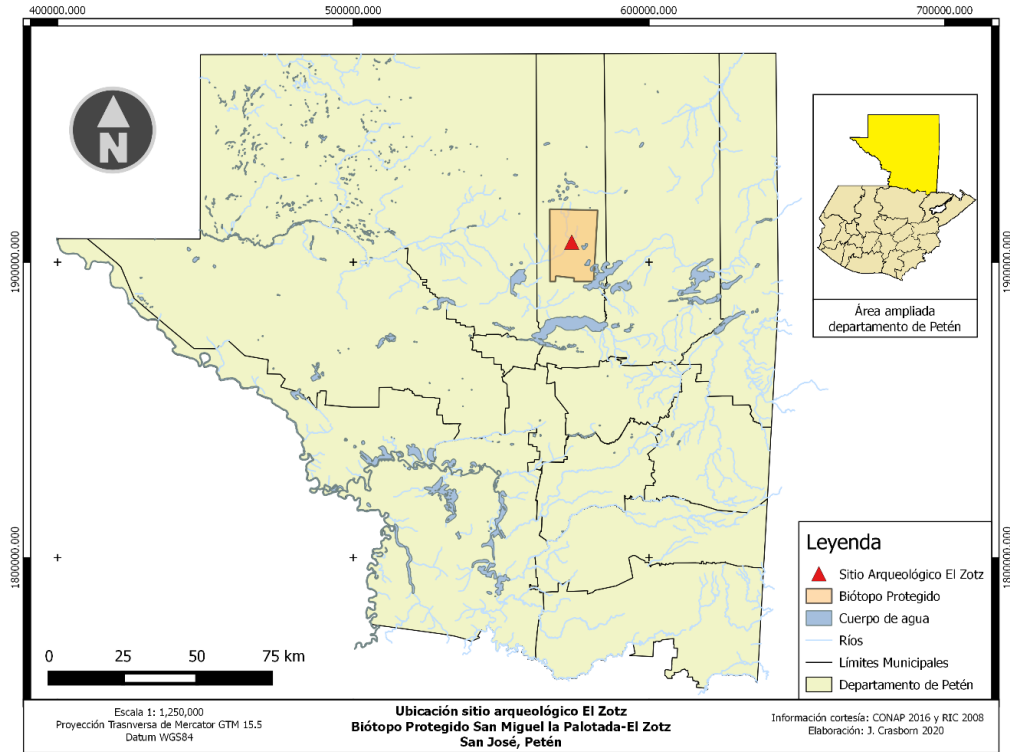 400000.000
500000.000
600000.000
700000.000
1900000.000
1900000.000
1800000.000
1800000.000
N
Área ampliada
departamento de Petén
Leyenda
Sitio Arqueológico El Zotz
Biótopo Protegido
Cuerpo de agua
Ríos
Límites Municipales
Departamento de Petén
0 25 50 75 km
Escala 1: 1,250,000
Proyección Trasnversa de Mercator GTM 15.5
Datum WGS84
Ubicación sitio arqueológico El Zotz
Biótopo Protegido San Miguel la Palotada-El Zotz
San José, Petén
Información cortesía: CONAP 2016 y RIC 2008
Elaboración: J. Crasborn 2020